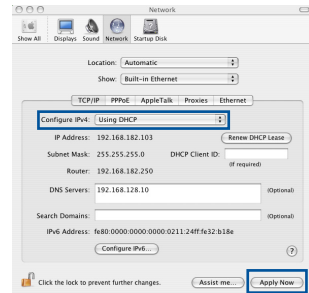 Network
Show All Displays Sound Network Startup Disk
Location: Automatic
Show: Built-in Ethernet
TCP/IP PPPoE AppleTalk Proxies Ethernet
Configure IPv4: Using DHCP
IP Address: 192.168.182.103 Renew DHCP Lease
Subnet Mask: 255.255.255.0 DHCP Client ID:
(If required)
Router: 192.168.182.250
DNS Servers: 192.168.128.10 (Optional)
Search Domains: (Optional)
IPv6 Address: fe80:0000:0000:0000:0211:24ff:fe32:b18e
Configure IPv6... ?
Click the lock to prevent further changes. Assist me... Apply Now